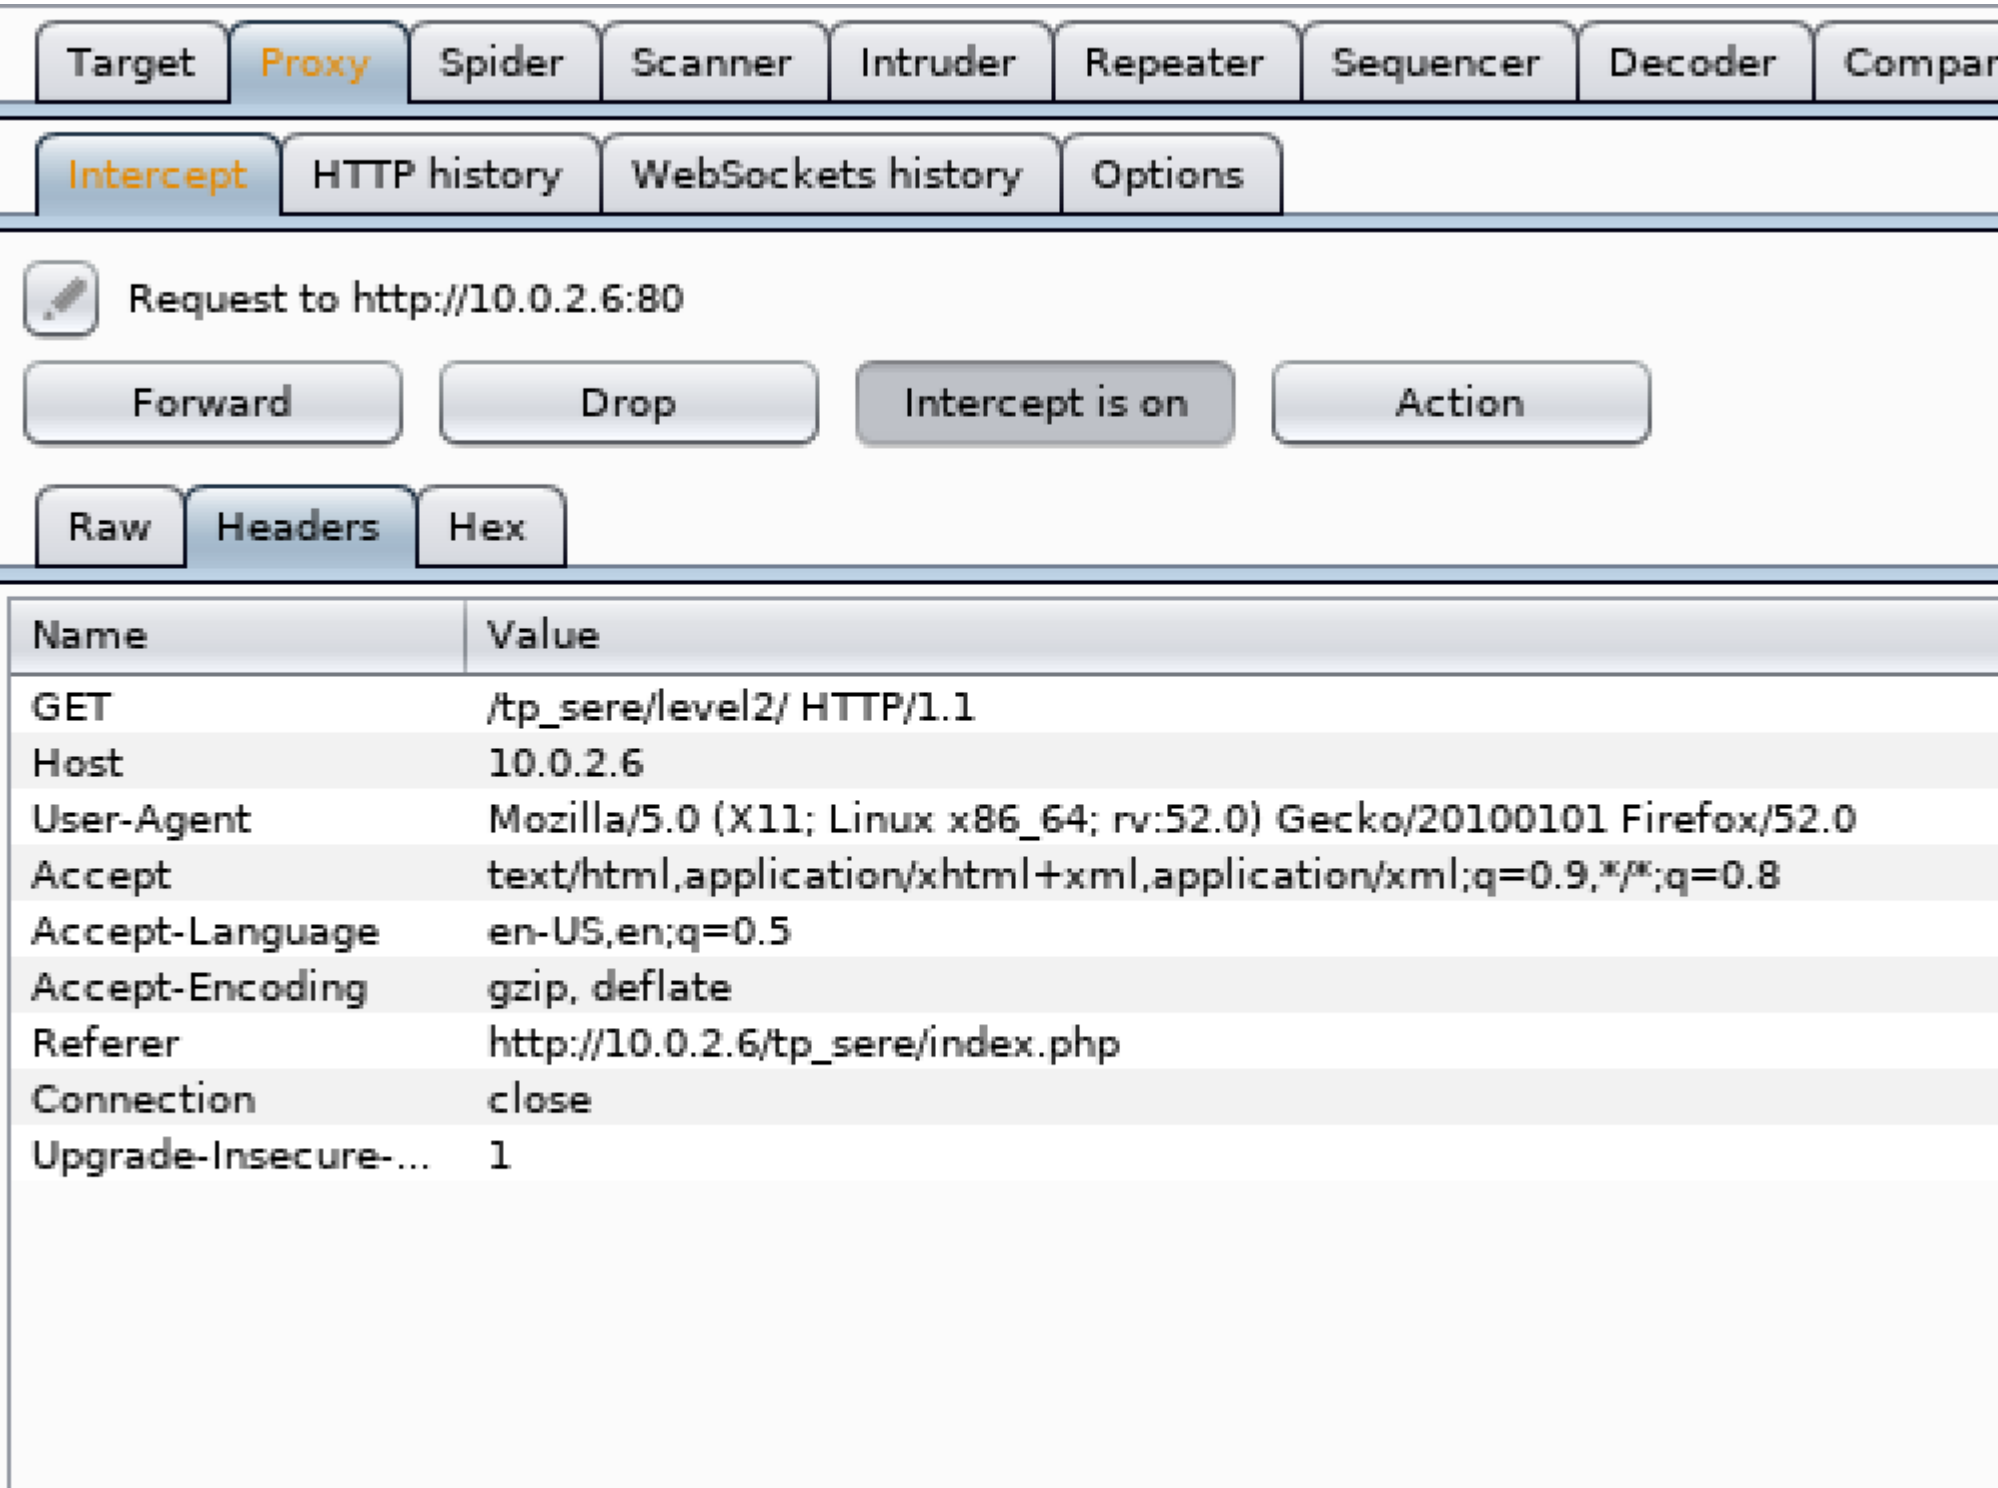 Target Proxy Spider Scanner Intruder Repeater Sequencer Decoder Compar
Intercept HTTP history WebSockets history Options
Request to http://10.0.2.6:80
Forward Drop Intercept is on Action
Raw Headers Hex
Name Value
GET /tp_sere/level2/ HTTP/1.1
Host 10.0.2.6
User-Agent Mozilla/5.0 (X11; Linux x86_64; rv:52.0) Gecko/20100101 Firefox/52.0
Accept text/html,application/xhtml+xml,application/xml;q=0.9,*/*;q=0.8
Accept-Language en-US,en;q=0.5
Accept-Encoding gzip, deflate
Referer http://10.0.2.6/tp_sere/index.php
Connection close
Upgrade-Insecure-... 1